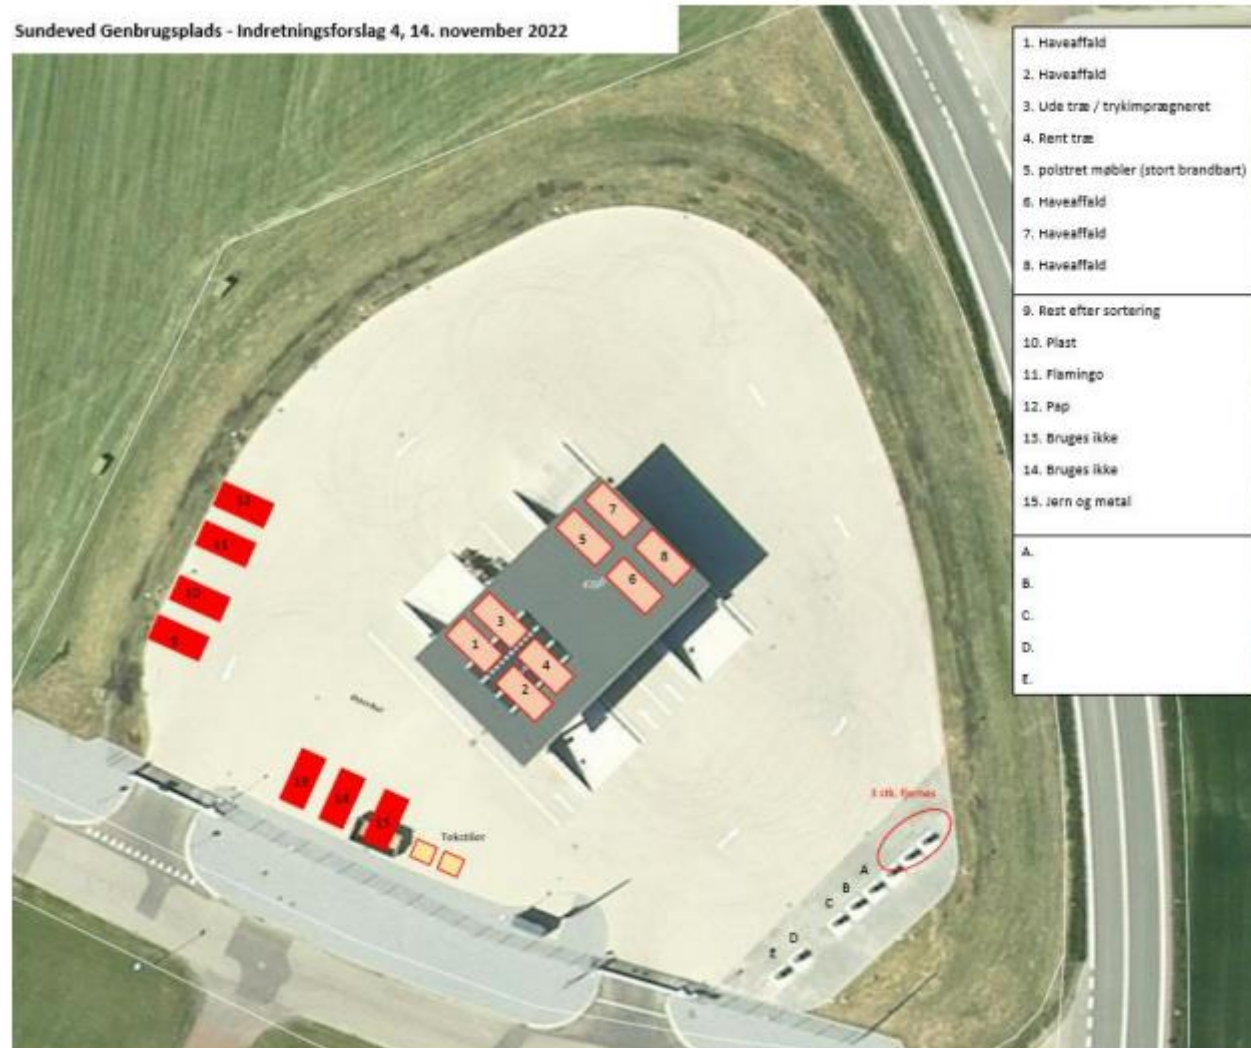 Sundeved Genbrugsplads - Indretningsforslag 4, 14. november 2022
1. Haveaffald
2. Haveaffald
3. Ude træ / trykimprægneret
4. Rent træ
5. polstret møbler (stort brandbart)
6. Haveaffald
7. Haveaffald
8. Haveaffald
9. Rest efter sortering
10. Plast
11. Flamingo
12. Pap
13. Bruges ikke
14. Bruges ikke
15. Jern og metal
A.
B.
C.
D.
E.
12
11
10
9
7
5
8
6
3
1
4
2
14
Tekstiler
3 stk. fjernes
A
B
C
D
E